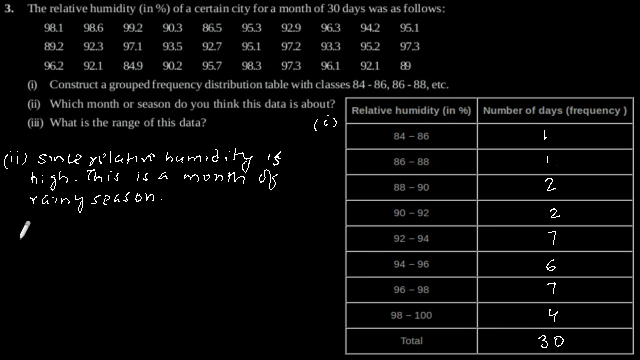 3. The relative humidity (in %) of a certain city for a month of 30 days was as follows:
98.1 98.6 99.2 90.3 86.5 95.3 92.9 96.3 94.2 95.1
89.2 92.3 97.1 93.5 92.7 95.1 97.2 93.3 95.2 97.3
96.2 92.1 84.9 90.2 95.7 98.3 97.3 96.1 92.1 89
(i) Construct a grouped frequency distribution table with classes 84 - 86, 86 - 88, etc.
(ii) Which month or season do you think this data is about?
(iii) What is the range of this data?
(i)
Relative humidity (in %) Number of days (frequency)
84 – 86 1
86 – 88 1
88 – 90 2
90 – 92 2
92 – 94 7
94 – 96 6
96 – 98 7
98 – 100 4
Total 30
(ii) Since relative humidity is
high. This is a month of
rainy season.